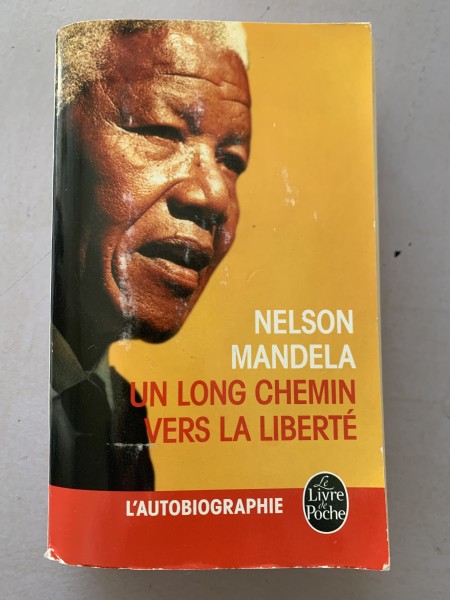 NELSON
MANDELA
UN LONG CHEMIN
VERS LA LIBERTÉ
L'AUTOBIOGRAPHIE
Le
Livre
de
Poche